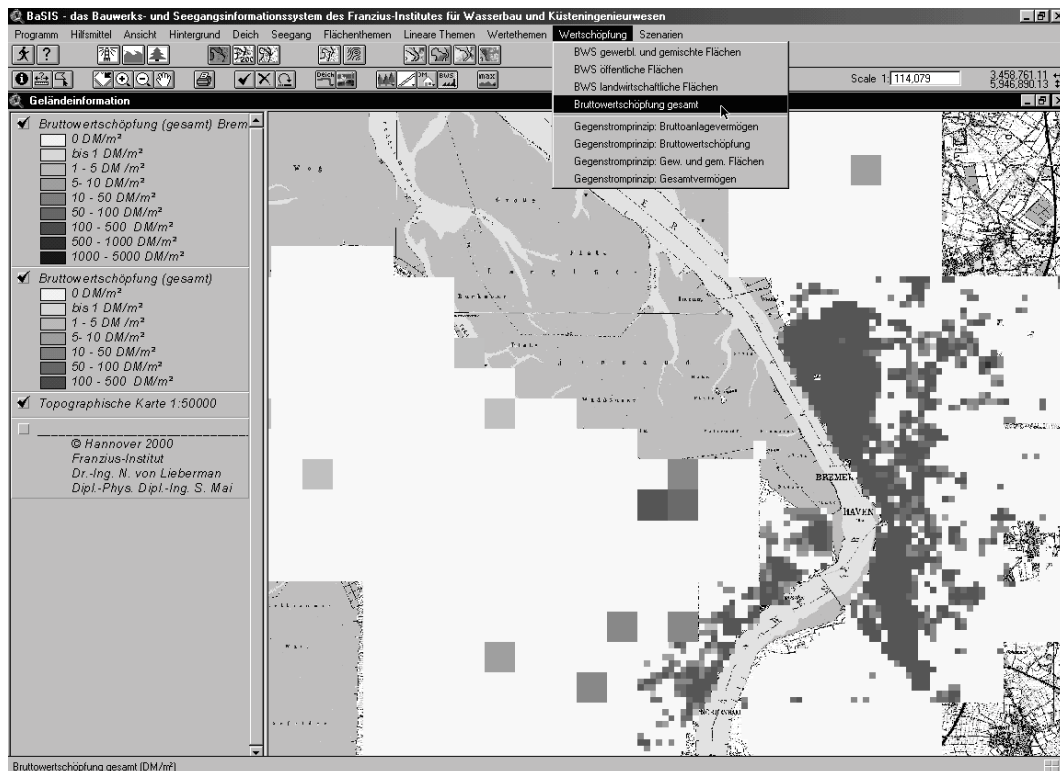 BaSIS - das Bauwerks- und Seegangsinformationssystem des Franzius-Institutes für Wasserbau und Küsteningenieurwesen
Programm Hilfsmittel Ansicht Hintergrund Deich Seegang Flächenthemen Lineare Themen Wertethemen Wertschöpfung Szenarien
BWS gewerbl. und gemischte Flächen
BWS öffentliche Flächen
BWS landwirtschaftliche Flächen
Bruttowertschöpfung gesamt
Gegenstromprinzip: Bruttoanlagevermögen
Gegenstromprinzip: Bruttowertschöpfung
Gegenstromprinzip: Gew. und gem. Flächen
Gegenstromprinzip: Gesamtvermögen
Deich
BWS
max
Scale 1: 114,079
3,458,761.11
5,946,890.13
Geländeinformation
Bruttowertschöpfung (gesamt) Brem
0 DM/m²
bis 1 DM/m²
1 - 5 DM /m²
5- 10 DM/m²
10 - 50 DM/m²
50 - 100 DM/m²
100 - 500 DM/m²
500 - 1000 DM/m²
1000 - 5000 DM/m²
Bruttowertschöpfung (gesamt)
0 DM/m²
bis 1 DM/m²
1 - 5 DM /m²
5- 10 DM/m²
10 - 50 DM/m²
50 - 100 DM/m²
100 - 500 DM/m²
Topographische Karte 1:50000
© Hannover 2000
Franzius-Institut
Dr.-Ing. N. von Lieberman
Dipl.-Phys. Dipl.-Ing. S. Mai
BREMER
HAVEN
Bruttowertschöpfung gesamt (DM/m²)